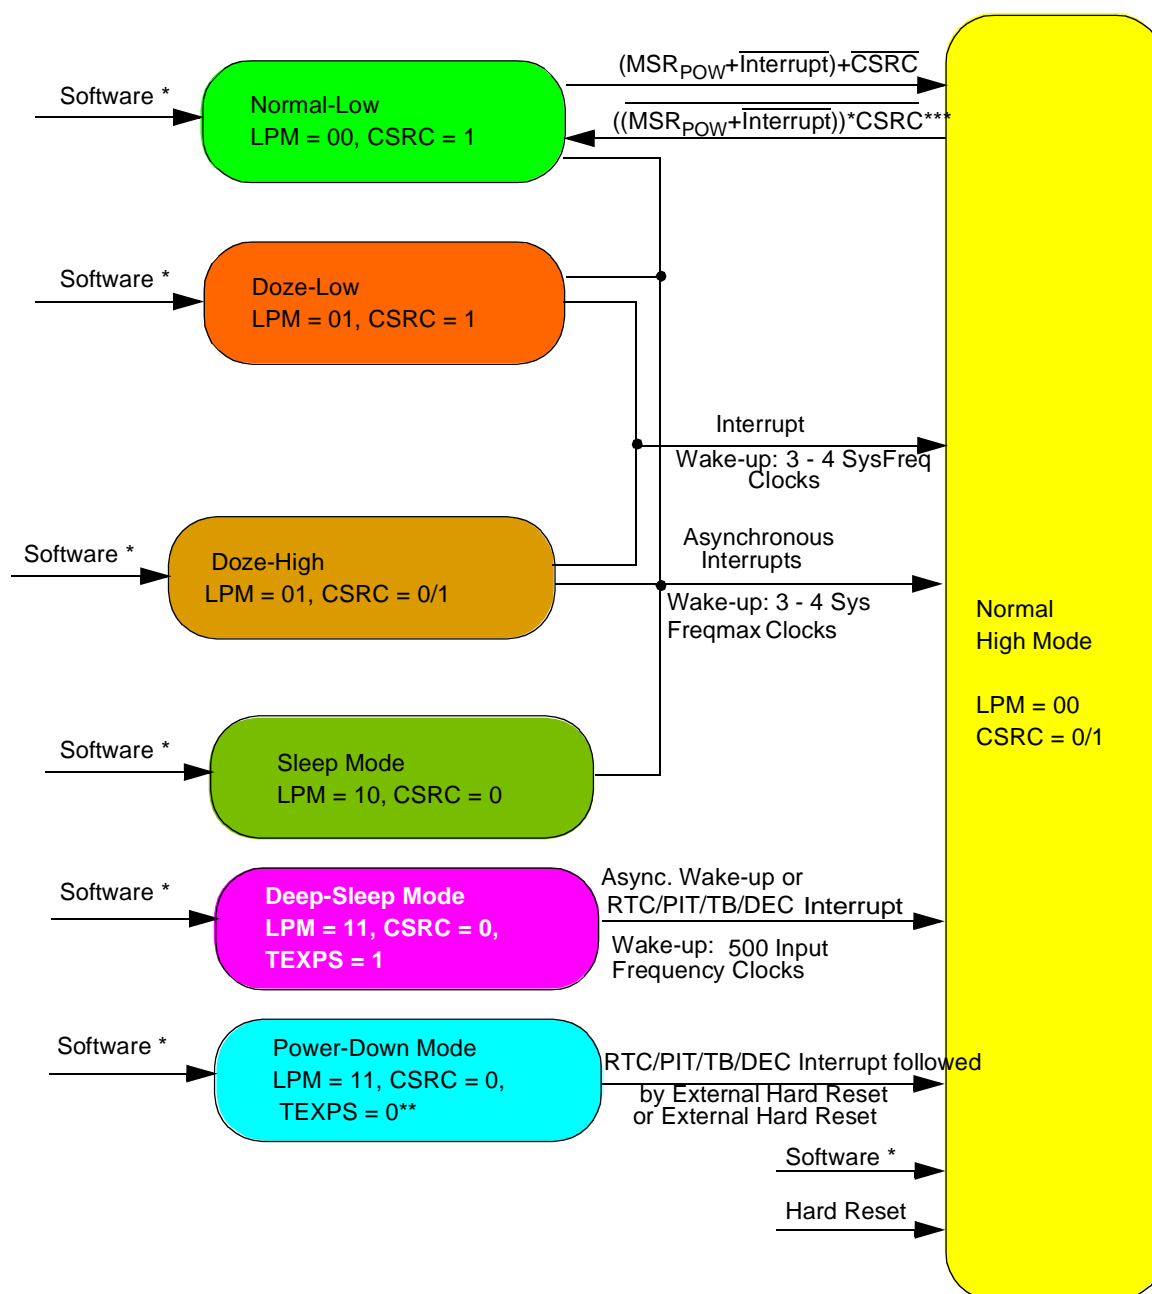 (MSRPOW+Interrupt)+CSRC
Software *
Normal-Low
LPM = 00, CSRC = 1
((MSRPOW+Interrupt))*CSRC***
Software *
Doze-Low
LPM = 01, CSRC = 1
Interrupt
Wake-up: 3 - 4 SysFreq
Clocks
Software *
Doze-High
LPM = 01, CSRC = 0/1
Asynchronous
Interrupts
Wake-up: 3 - 4 Sys
Freqmax Clocks
Normal
High Mode
LPM = 00
CSRC = 0/1
Software *
Sleep Mode
LPM = 10, CSRC = 0
Software *
Deep-Sleep Mode
LPM = 11, CSRC = 0,
TEXPS = 1
Async. Wake-up or
RTC/PIT/TB/DEC Interrupt
Wake-up: 500 Input
Frequency Clocks
Software *
Power-Down Mode
LPM = 11, CSRC = 0,
TEXPS = 0**
RTC/PIT/TB/DEC Interrupt followed
by External Hard Reset
or External Hard Reset
Software *
Hard Reset